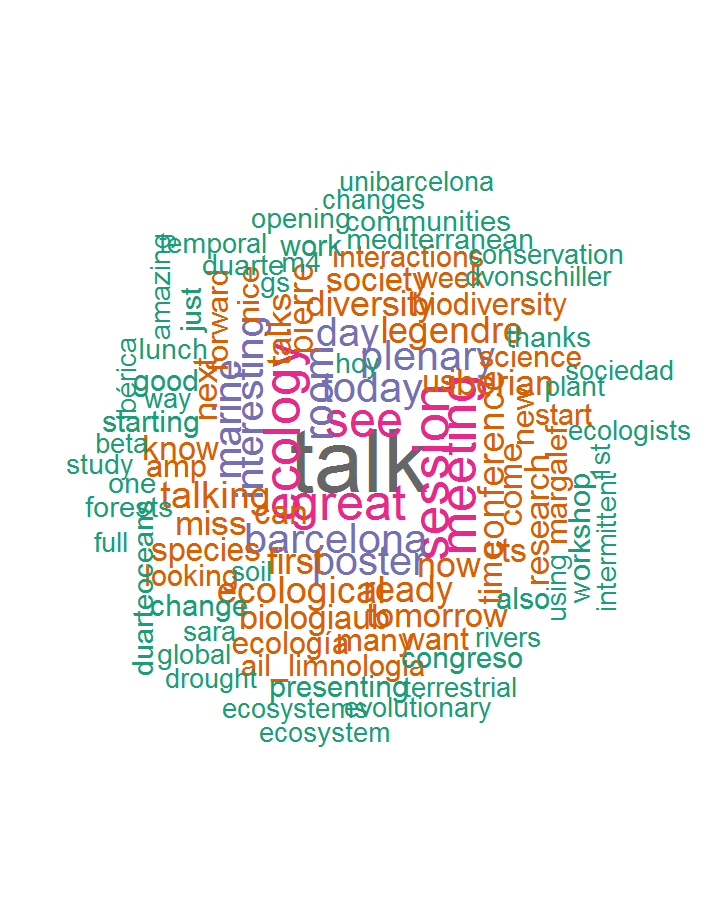 unibarcelona
changes
opening
communities
temporal
work
mediterranean
amazing
duarte
m4
interactions
conservation
gs
society
week
dvonschiller
just
forward
nice
talks
pierre
diversity
biodiversity
day
legendre
thanks
lunch
plenary
science
hoy
sociedad
ibérica
good
next
marine
interesting
ecology
room
today
us
iberian
plant
way
see
session
meeting
conference
new
start
starting
talk
ecologists
beta
know
study
amp
come
margalef
1st
one
talking
can
great
research
workshop
intermittent
forests
miss
full
barcelona
species
first
poster
now
ts
time
using
looking
soil
duarteoceans
ecological
ready
also
change
biologiaub
tomorrow
sara
ecología
many
want
rivers
global
ail_limnologia
congreso
drought
presenting
terrestrial
ecosystems
evolutionary
ecosystem